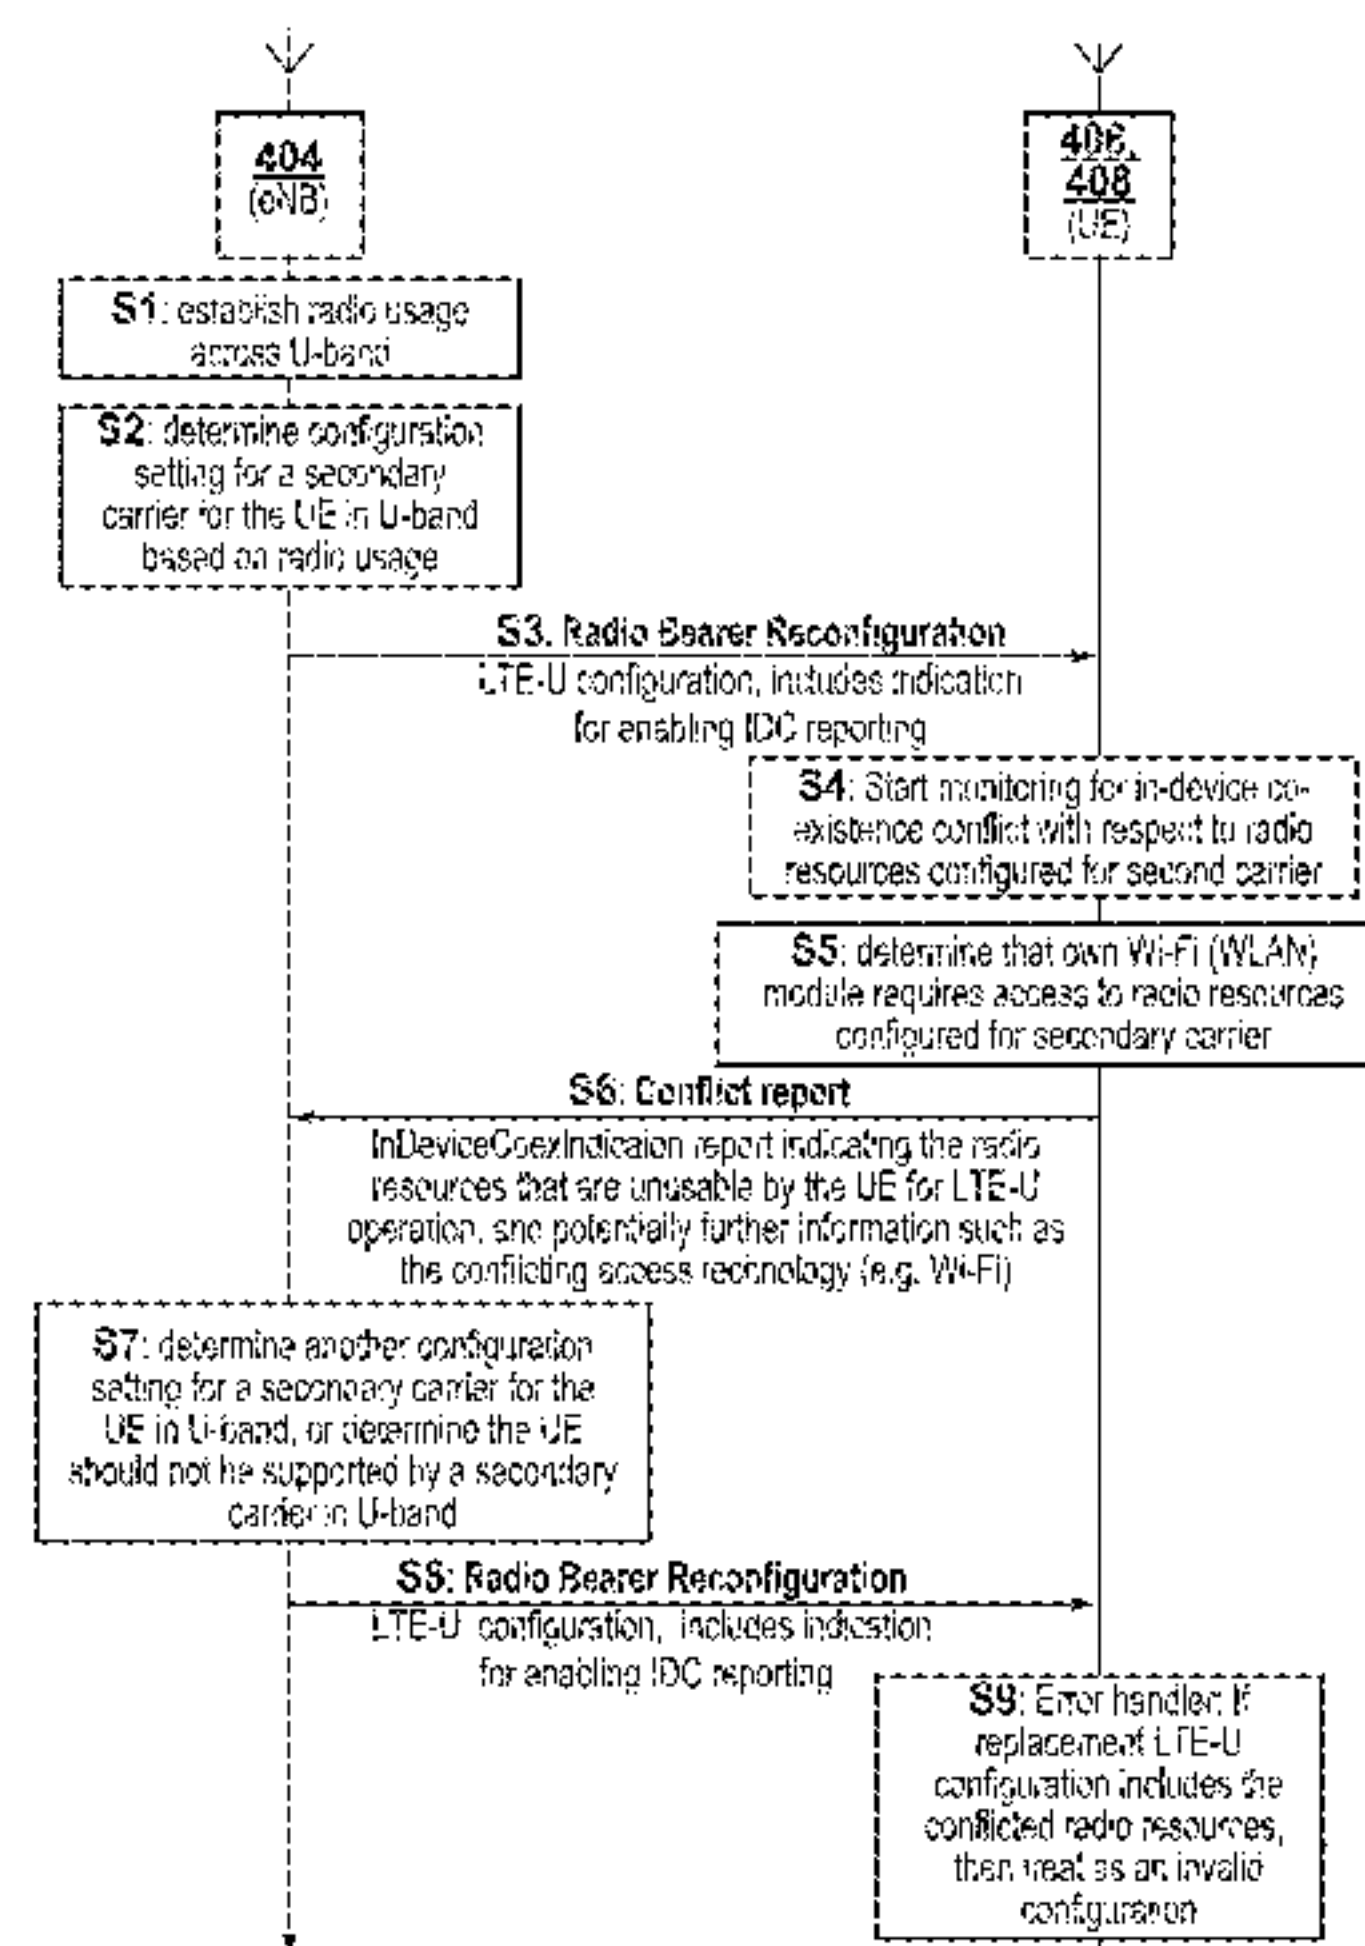 404
(eNB)
406,
408
(UE)
S1: establish radio usage
across U-band
S2: determine configuration
setting for a secondary
carrier for the UE in U-band
based on radio usage
S3. Radio Bearer Reconfiguration
LTE-U configuration, includes indication
for enabling IDC reporting
S4: Start monitoring for in-device co-
existence conflict with respect to radio
resources configured for second carrier
S5: determine that own Wi-Fi (WLAN)
module requires access to radio resources
configured for secondary carrier
S6: Conflict report
InDeviceCoexIndicaion report indicating the radio
resources that are unusable by the UE for LTE-U
operation, and potentially further information such as
the conflicting access technology (e.g. Wi-Fi)
S7: determine another configuration
setting for a secondary carrier for the
UE in U-band, or determine the UE
should not be supported by a secondary
carrier in U-band
S8: Radio Bearer Reconfiguration
LTE-U configuration, includes indication
for enabling IDC reporting
S9: Error handler: If
replacement LTE-U
configuration includes the
conflicted radio resources,
then treat as an invalid
configuration